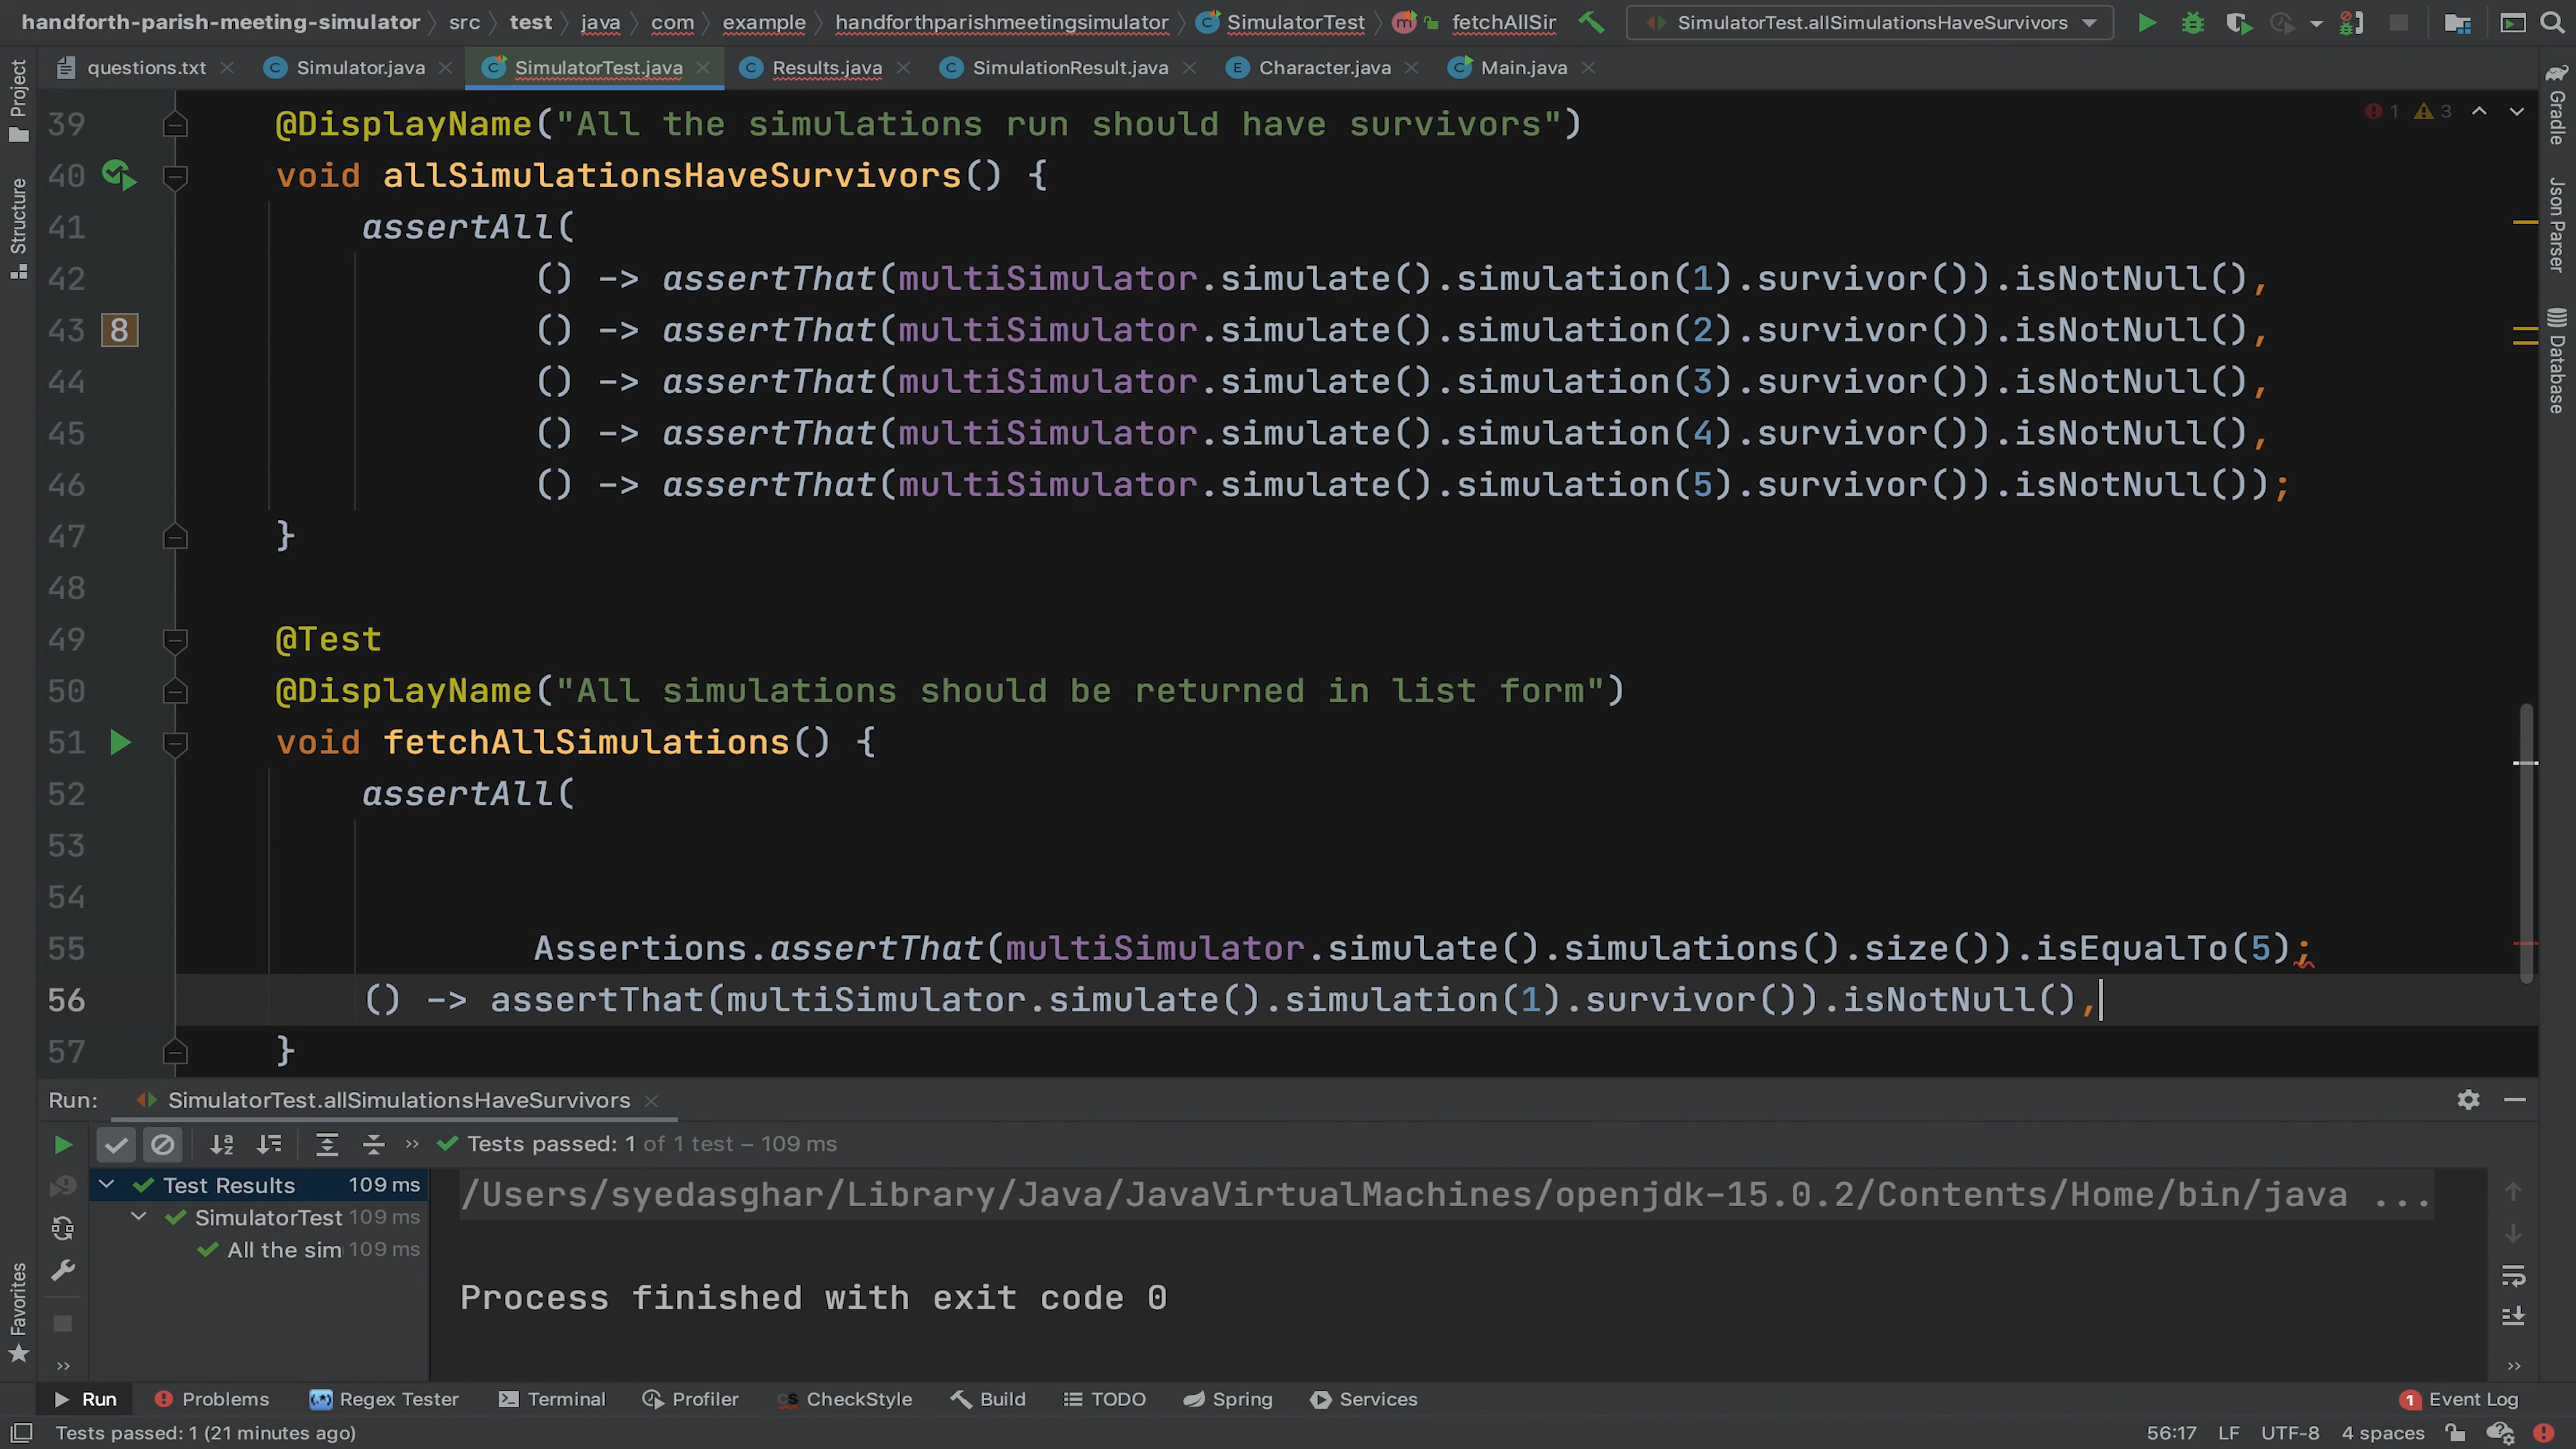 handforth-parish-meeting-simulator src test java com example handforthparishmeetingsimulator SimulatorTest fetchAllSir SimulatorTest.allSimulationsHaveSurvivors
questions.txt Simulator.java SimulatorTest.java Results.java SimulationResult.java Character.java Main.java
Project
Structure
Favorites
39 @DisplayName("All the simulations run should have survivors")
1 3
40 void allSimulationsHaveSurvivors() {
41 assertAll(
42 () -> assertThat(multiSimulator.simulate().simulation(1).survivor()).isNotNull(),
43 8 () -> assertThat(multiSimulator.simulate().simulation(2).survivor()).isNotNull(),
44 () -> assertThat(multiSimulator.simulate().simulation(3).survivor()).isNotNull(),
45 () -> assertThat(multiSimulator.simulate().simulation(4).survivor()).isNotNull(),
46 () -> assertThat(multiSimulator.simulate().simulation(5).survivor()).isNotNull());
47 }
48
49 @Test
50 @DisplayName("All simulations should be returned in list form")
51 void fetchAllSimulations() {
52 assertAll(
53
54
55 Assertions.assertThat(multiSimulator.simulate().simulations().size()).isEqualTo(5);
56 () -> assertThat(multiSimulator.simulate().simulation(1).survivor()).isNotNull(),
57 }
Gradle
Json Parser
Database
Run: SimulatorTest.allSimulationsHaveSurvivors
Tests passed: 1 of 1 test – 109 ms
Test Results 109 ms
SimulatorTest 109 ms
All the sim 109 ms
/Users/syedasghar/Library/Java/JavaVirtualMachines/openjdk-15.0.2/Contents/Home/bin/java ...
Process finished with exit code 0
Run Problems Regex Tester Terminal Profiler CheckStyle Build TODO Spring Services 1 Event Log
Tests passed: 1 (21 minutes ago) 56:17 LF UTF-8 4 spaces